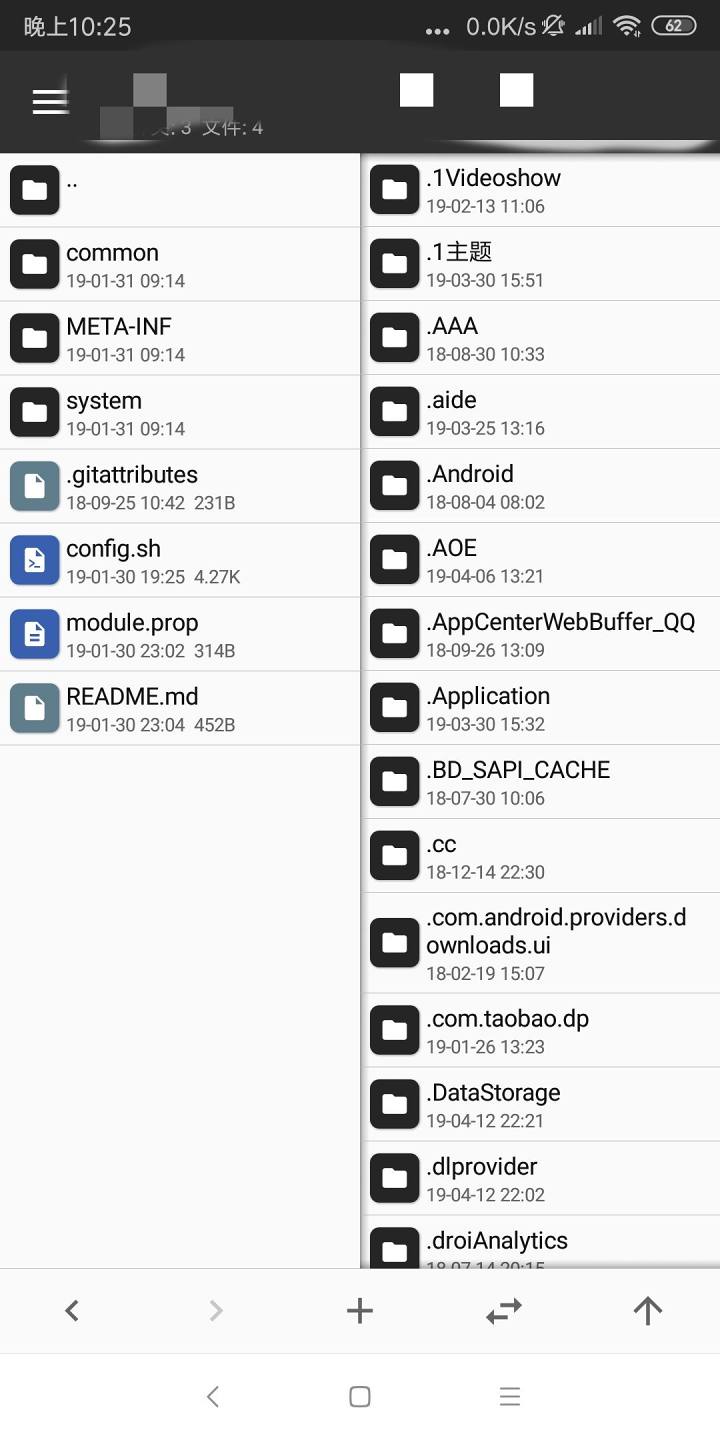 晚上10:25
... 0.0K/s
62
: 3 文件: 4
..
common
19-01-31 09:14
META-INF
19-01-31 09:14
system
19-01-31 09:14
.gitattributes
18-09-25 10:42 231B
config.sh
19-01-30 19:25 4.27K
module.prop
19-01-30 23:02 314B
README.md
19-01-30 23:04 452B
.1Videoshow
19-02-13 11:06
.1主题
19-03-30 15:51
.AAA
18-08-30 10:33
.aide
19-03-25 13:16
.Android
18-08-04 08:02
.AOE
19-04-06 13:21
.AppCenterWebBuffer_QQ
18-09-26 13:09
.Application
19-03-30 15:32
.BD_SAPI_CACHE
18-07-30 10:06
.cc
18-12-14 22:30
.com.android.providers.d
ownloads.ui
18-02-19 15:07
.com.taobao.dp
19-01-26 13:23
.DataStorage
19-04-12 22:21
.dlprovider
19-04-12 22:02
.droiAnalytics
18-07-14 20:15